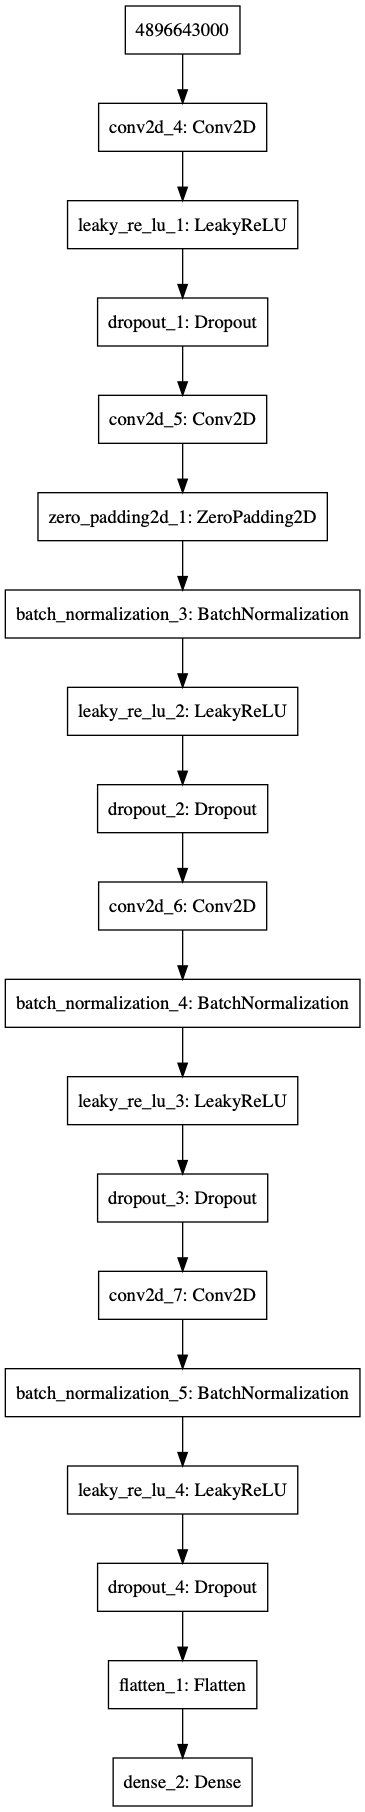 4896643000
conv2d_4: Conv2D
leaky_re_lu_1: LeakyReLU
dropout_1: Dropout
conv2d_5: Conv2D
zero_padding2d_1: ZeroPadding2D
batch_normalization_3: BatchNormalization
leaky_re_lu_2: LeakyReLU
dropout_2: Dropout
conv2d_6: Conv2D
batch_normalization_4: BatchNormalization
leaky_re_lu_3: LeakyReLU
dropout_3: Dropout
conv2d_7: Conv2D
batch_normalization_5: BatchNormalization
leaky_re_lu_4: LeakyReLU
dropout_4: Dropout
flatten_1: Flatten
dense_2: Dense